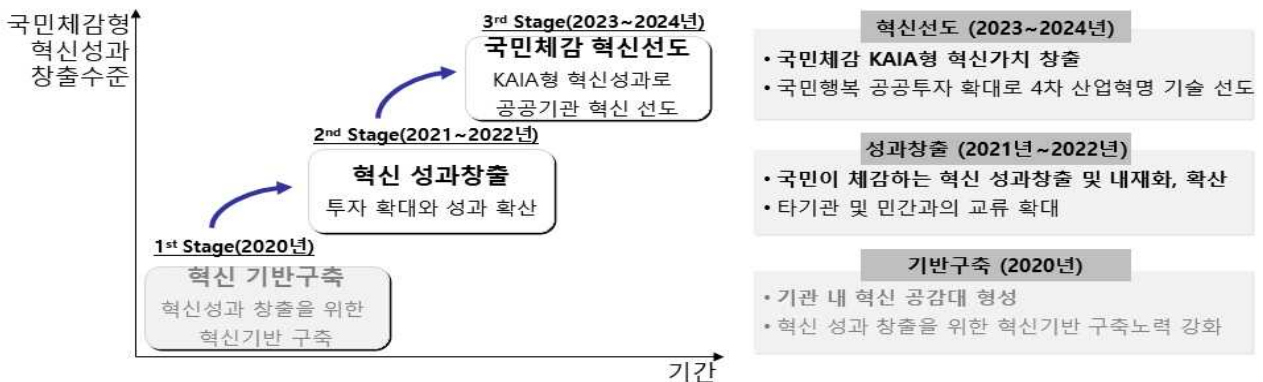 국민체감형
혁신성과
창출수준
3rd Stage(2023~2024년)
국민체감 혁신선도
KAIA형 혁신성과로
공공기관 혁신 선도
2nd Stage(2021~2022년)
혁신 성과창출
투자 확대와 성과 확산
1st Stage(2020년)
혁신 기반구축
혁신성과 창출을 위한
혁신기반 구축
기간
혁신선도 (2023~2024년)
• 국민체감 KAIA형 혁신가치 창출
• 국민행복 공공투자 확대로 4차 산업혁명 기술 선도
성과창출 (2021년~2022년)
• 국민이 체감하는 혁신 성과창출 및 내재화, 확산
• 타기관 및 민간과의 교류 확대
기반구축 (2020년)
• 기관 내 혁신 공감대 형성
• 혁신 성과 창출을 위한 혁신기반 구축노력 강화